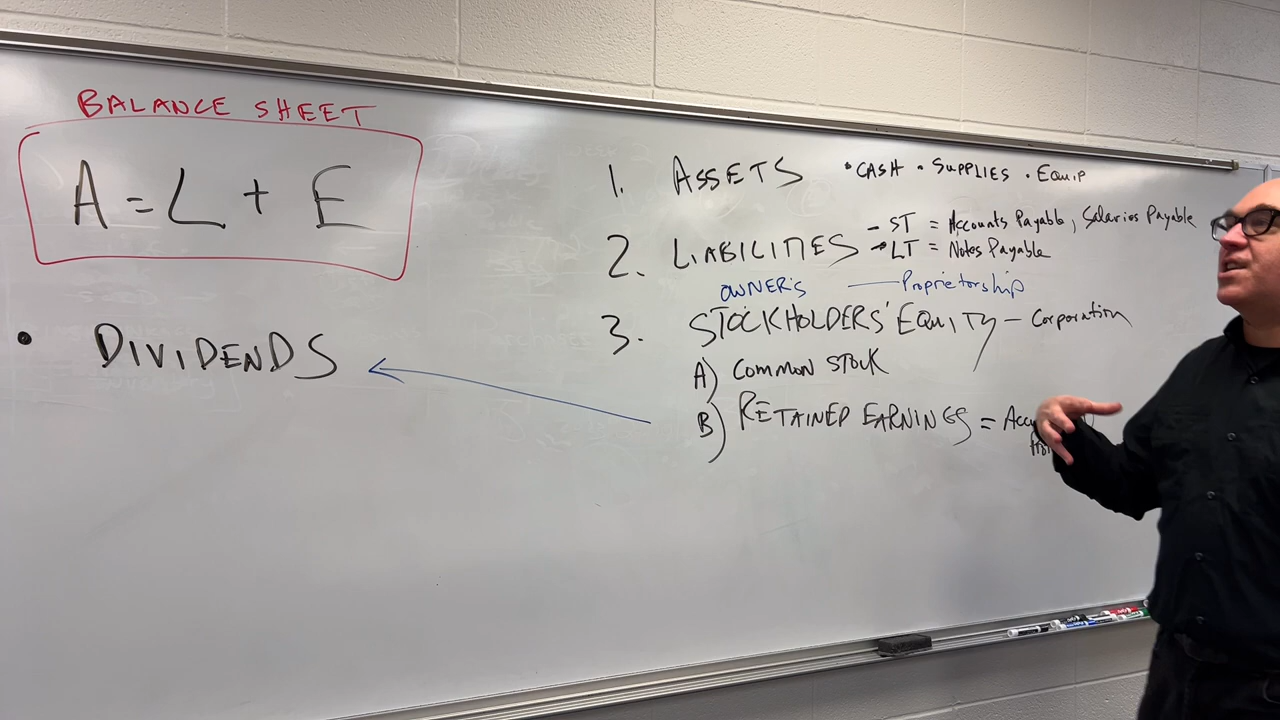 BALANCE SHEET
A = L + E
• DIVIDENDS
1. ASSETS • CASH • SUPPLIES • EQUIP
2. LIABILITIES
- ST = Accounts Payable, Salaries Payable
- LT = Notes Payable
OWNER'S — Proprietorship
3. STOCKHOLDERS' EQUITY — Corporation
A) COMMON STOCK
B) RETAINED EARNINGS =